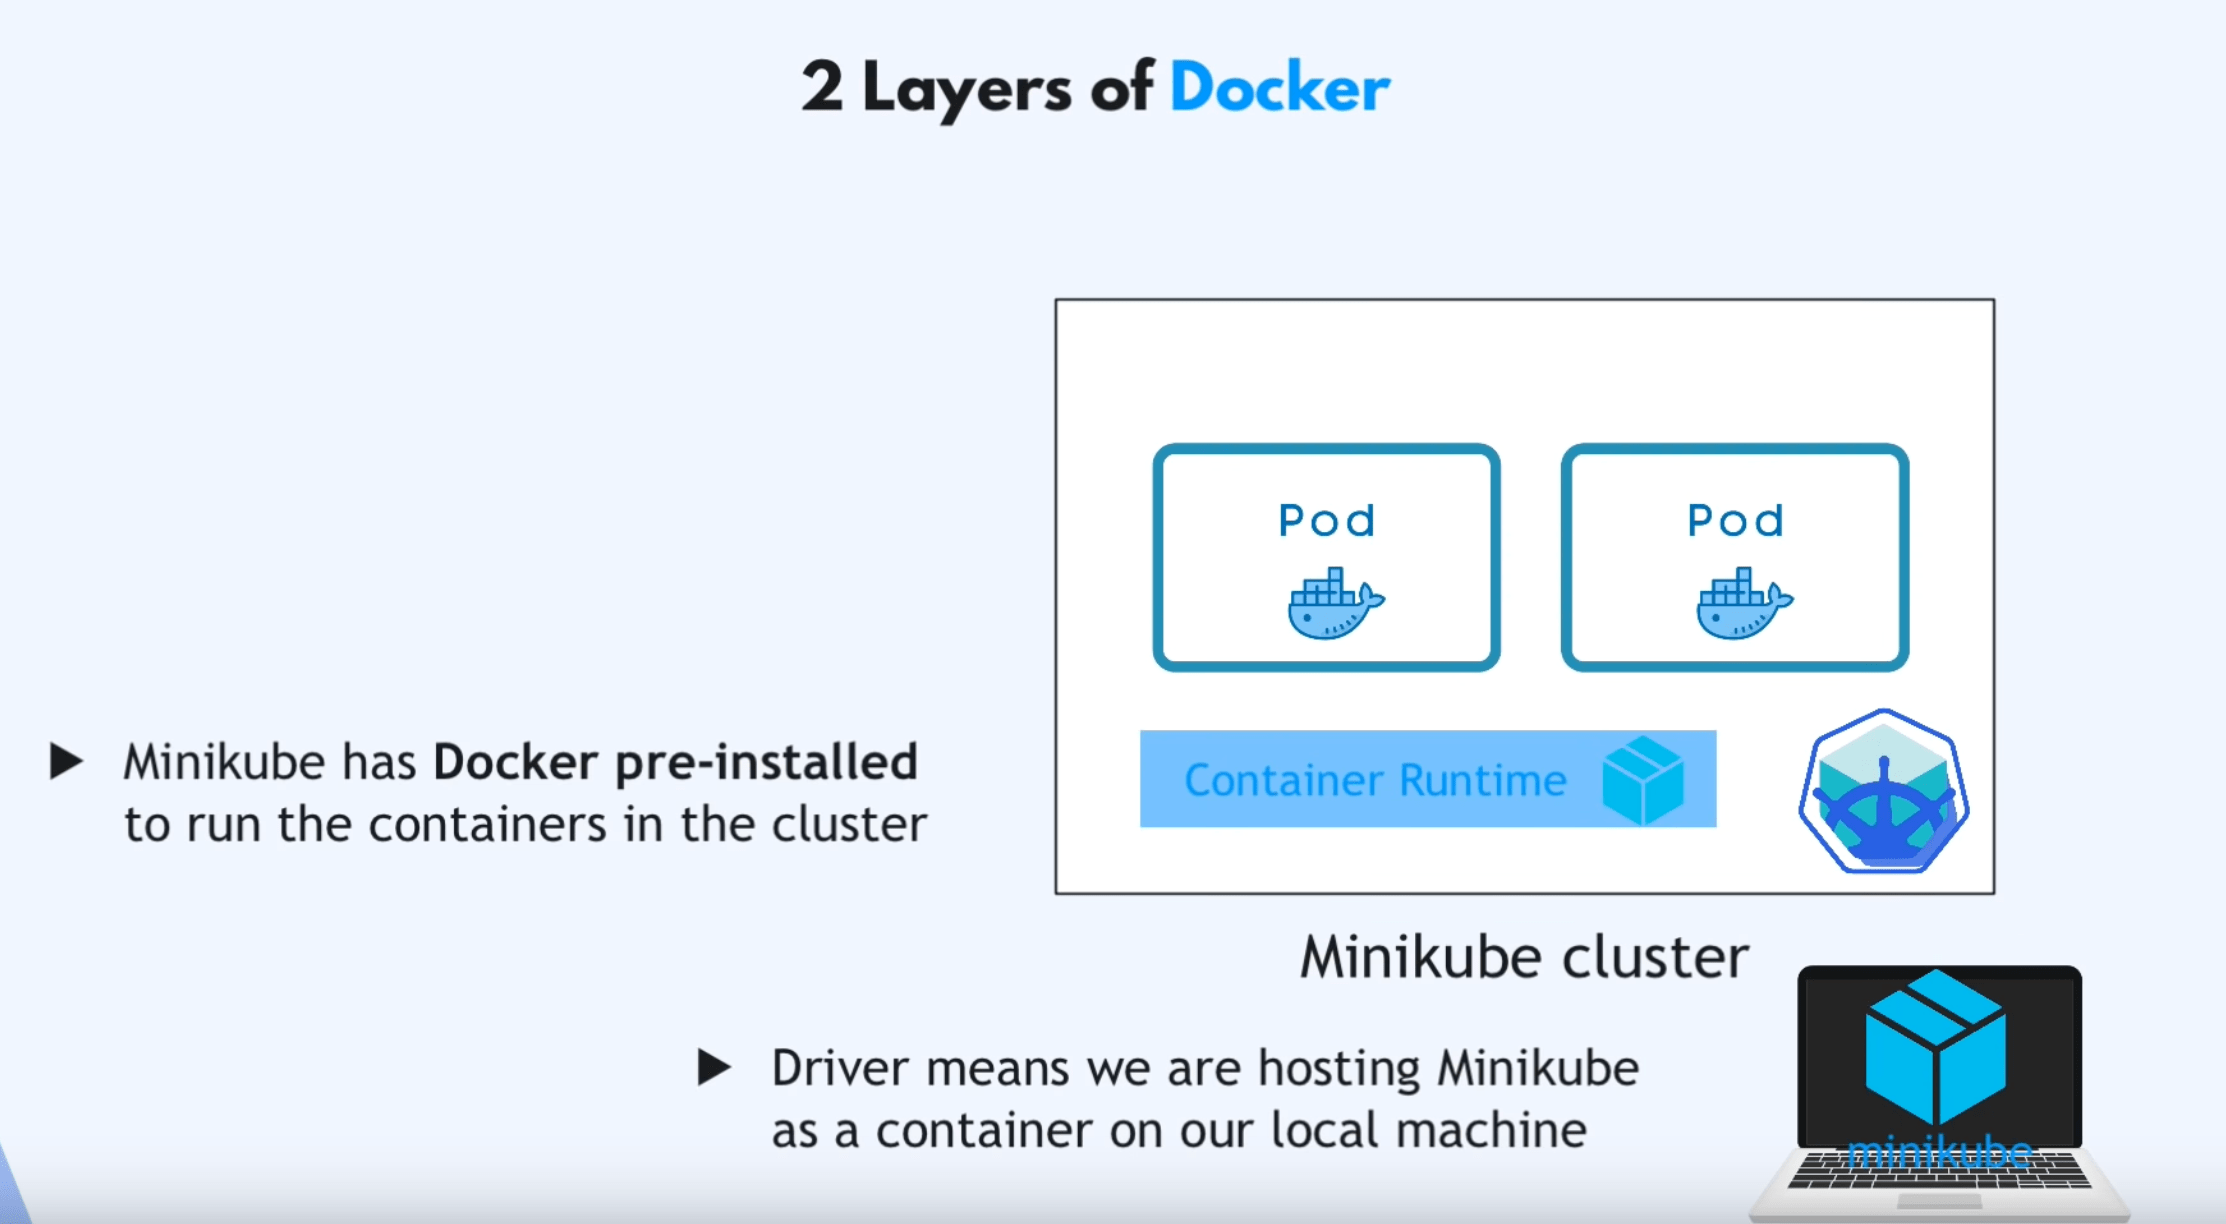 2 Layers of Docker
Pod
Pod
Container Runtime
Minikube has Docker pre-installed
to run the containers in the cluster
Minikube cluster
Driver means we are hosting Minikube
as a container on our local machine
minikube